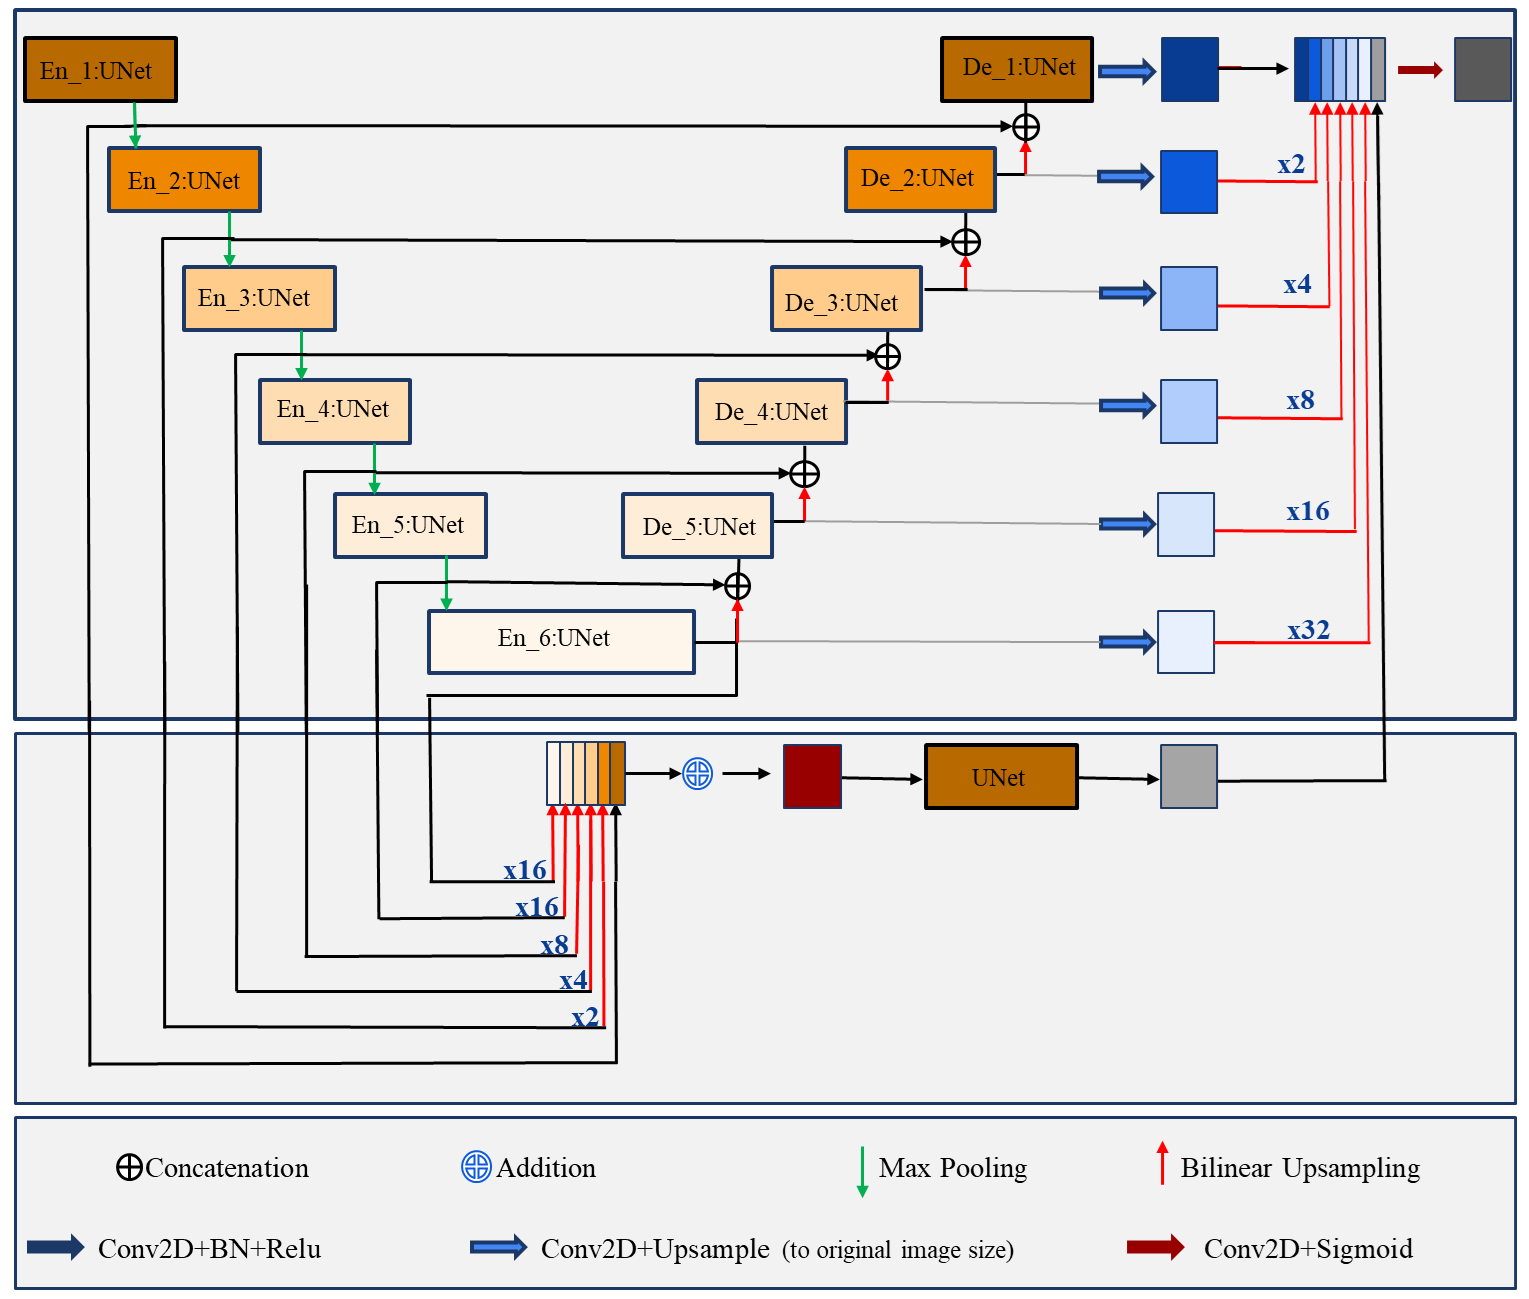 En_1:UNet
De_1:UNet
En_2:UNet
De_2:UNet
x2
En_3:UNet
De_3:UNet
x4
En_4:UNet
De_4:UNet
x8
En_5:UNet
De_5:UNet
x16
En_6:UNet
x32
UNet
x16
x16
x8
x4
x2
Concatenation
Addition
Max Pooling
Bilinear Upsampling
Conv2D+BN+Relu
Conv2D+Upsample (to original image size)
Conv2D+Sigmoid